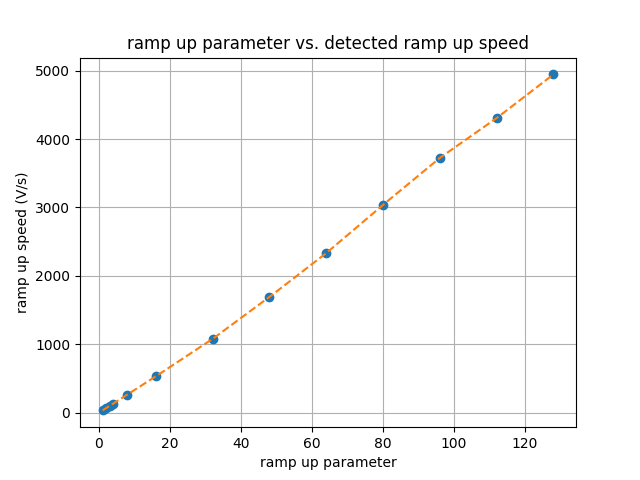 ramp up parameter vs. detected ramp up speed
5000
4000
3000
2000
1000
0
ramp up speed (V/s)
0 20 40 60 80 100 120
ramp up parameter